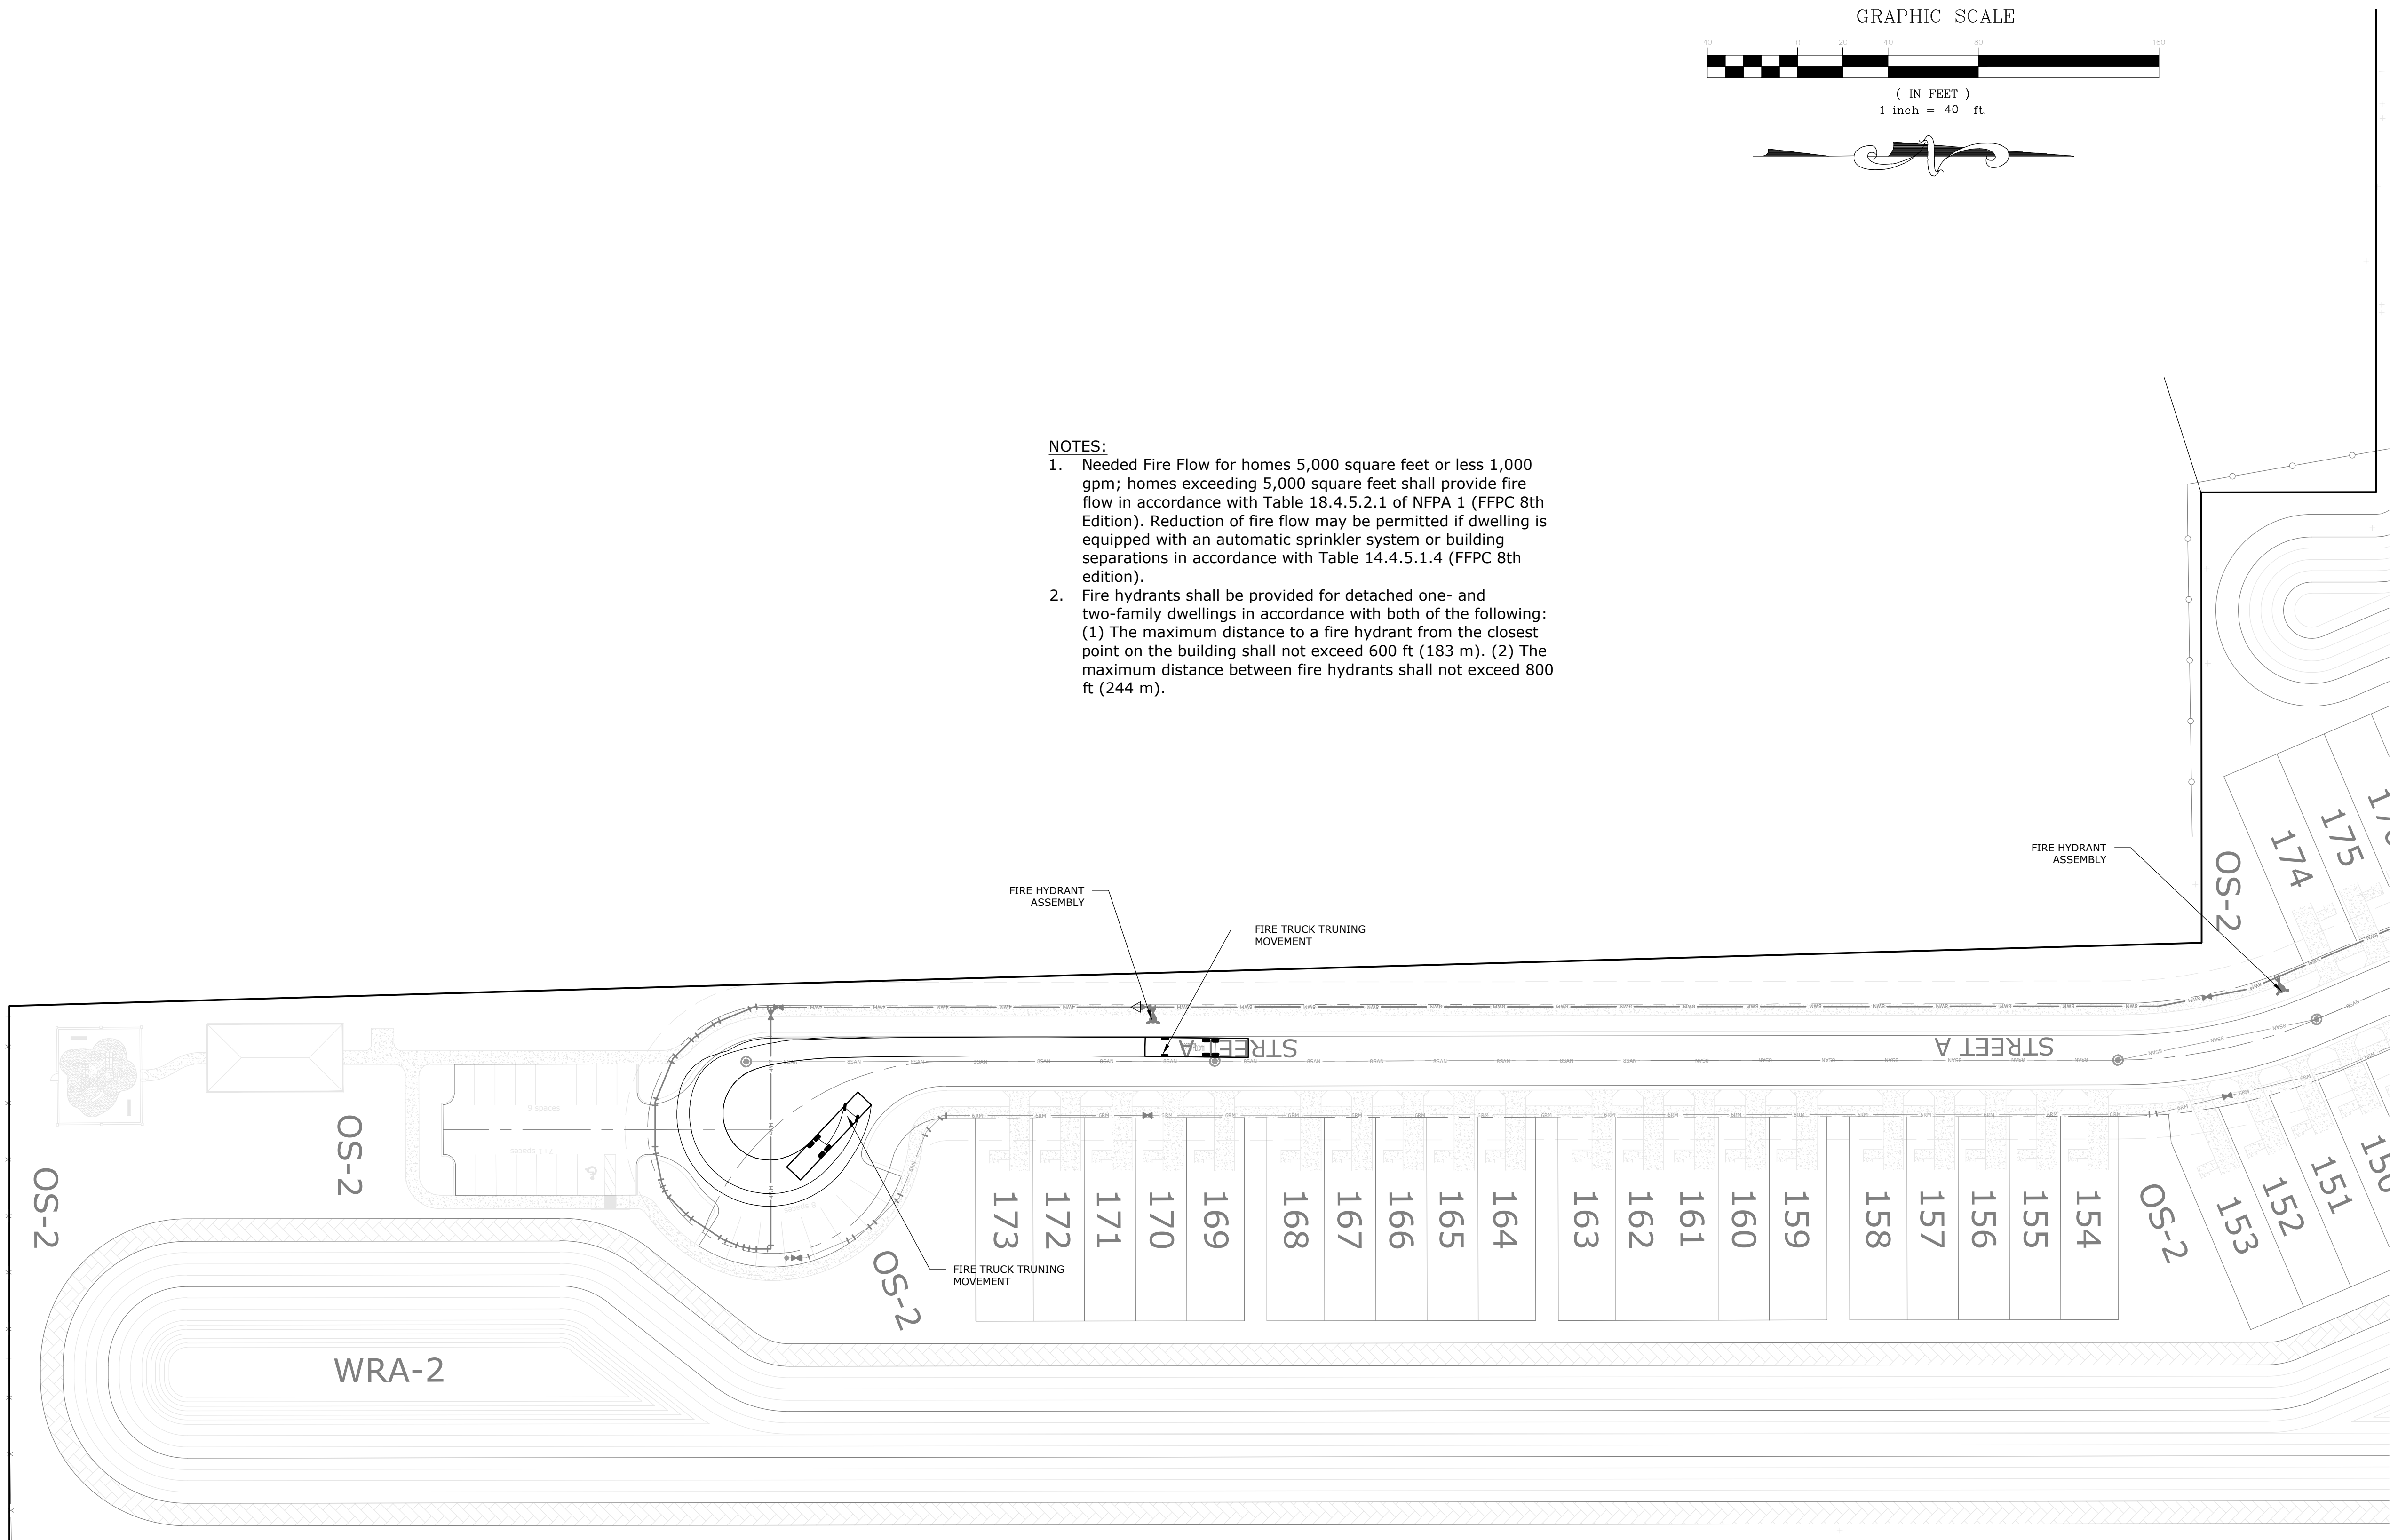 GRAPHIC SCALE
40 0 20 40 80 160
( IN FEET )
1 inch = 40 ft.
NOTES:
1. Needed Fire Flow for homes 5,000 square feet or less 1,000
gpm; homes exceeding 5,000 square feet shall provide fire
flow in accordance with Table 18.4.5.2.1 of NFPA 1 (FFPC 8th
Edition). Reduction of fire flow may be permitted if dwelling is
equipped with an automatic sprinkler system or building
separations in accordance with Table 14.4.5.1.4 (FFPC 8th
edition).
2. Fire hydrants shall be provided for detached one- and
two-family dwellings in accordance with both of the following:
(1) The maximum distance to a fire hydrant from the closest
point on the building shall not exceed 600 ft (183 m). (2) The
maximum distance between fire hydrants shall not exceed 800
ft (244 m).
FIRE HYDRANT
ASSEMBLY
FIRE HYDRANT
ASSEMBLY
FIRE TRUCK TRUNING
MOVEMENT
FIRE TRUCK TRUNING
MOVEMENT
STREET A
STREET A
OS-2
OS-2
OS-2
OS-2
OS-2
WRA-2
173
172
171
170
169
168
167
166
165
164
163
162
161
160
159
158
157
156
155
154
153
152
151
174
175